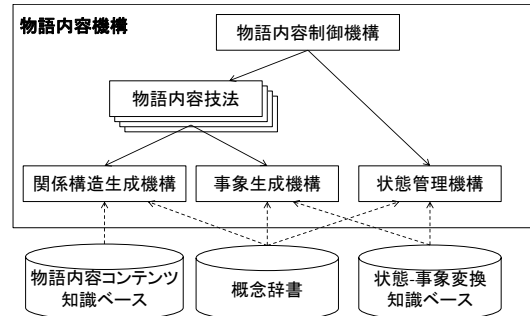 物語内容機構
物語内容制御機構
物語内容技法
関係構造生成機構
事象生成機構
状態管理機構
物語内容コンテンツ
知識ベース
概念辞書
状態-事象変換
知識ベース